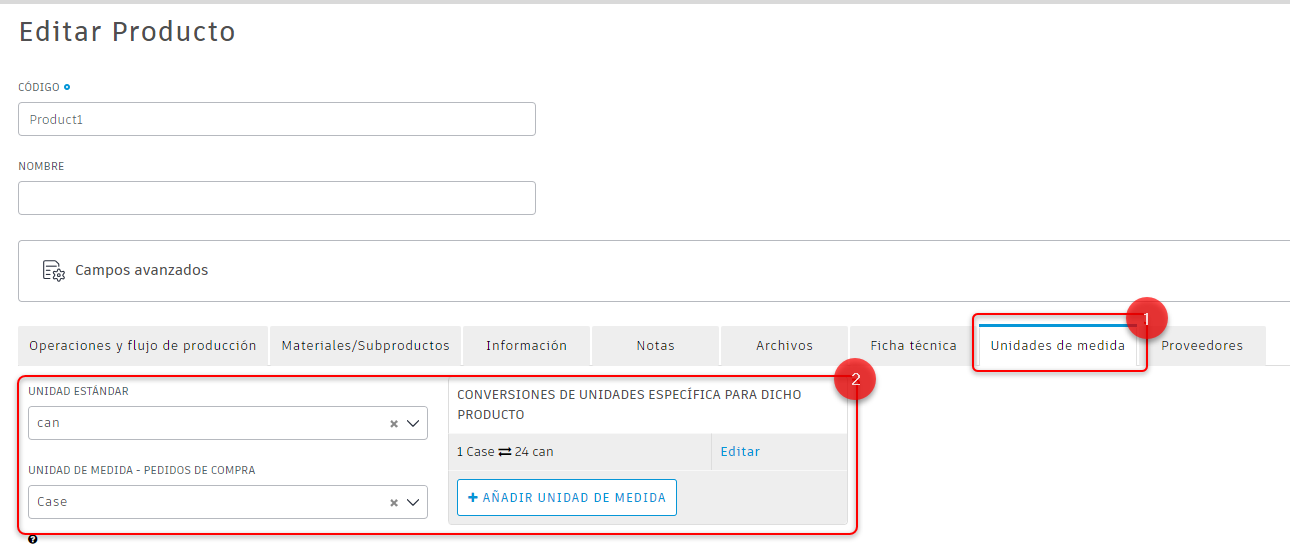 Editar Producto
CÓDIGO
Product1
NOMBRE
Campos avanzados
Operaciones y flujo de producción
Materiales/Subproductos
Información
Notas
Archivos
Ficha técnica
Unidades de medida
1
Proveedores
2
UNIDAD ESTÁNDAR
can
UNIDAD DE MEDIDA - PEDIDOS DE COMPRA
Case
CONVERSIONES DE UNIDADES ESPECÍFICA PARA DICHO
PRODUCTO
1 Case ⇄ 24 can
Editar
+ AÑADIR UNIDAD DE MEDIDA